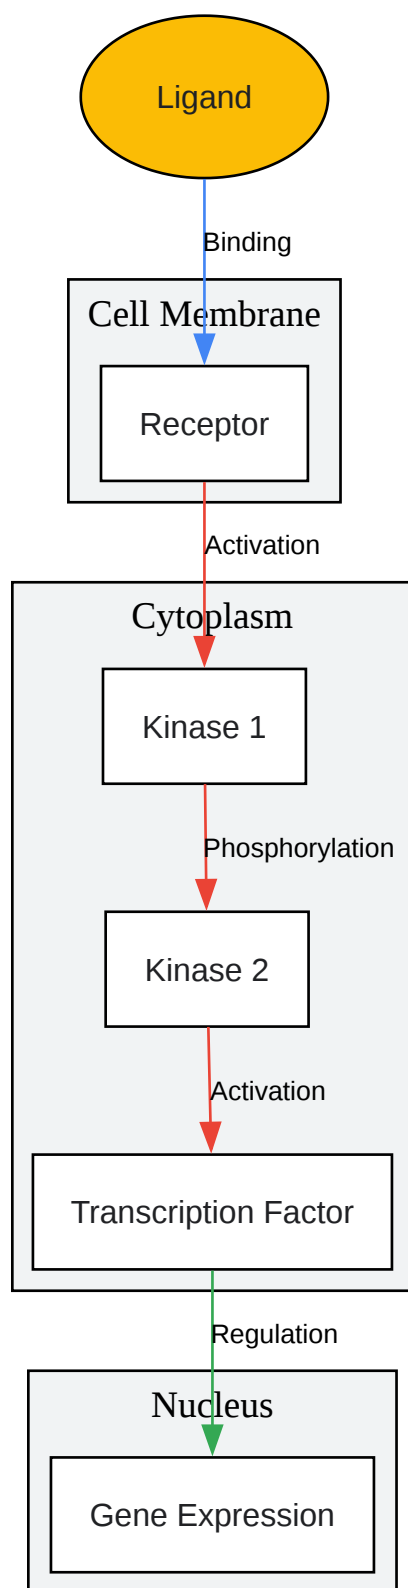 Ligand
Binding
Cell Membrane
Receptor
Activation
Cytoplasm
Kinase 1
Phosphorylation
Kinase 2
Activation
Transcription Factor
Regulation
Nucleus
Gene Expression